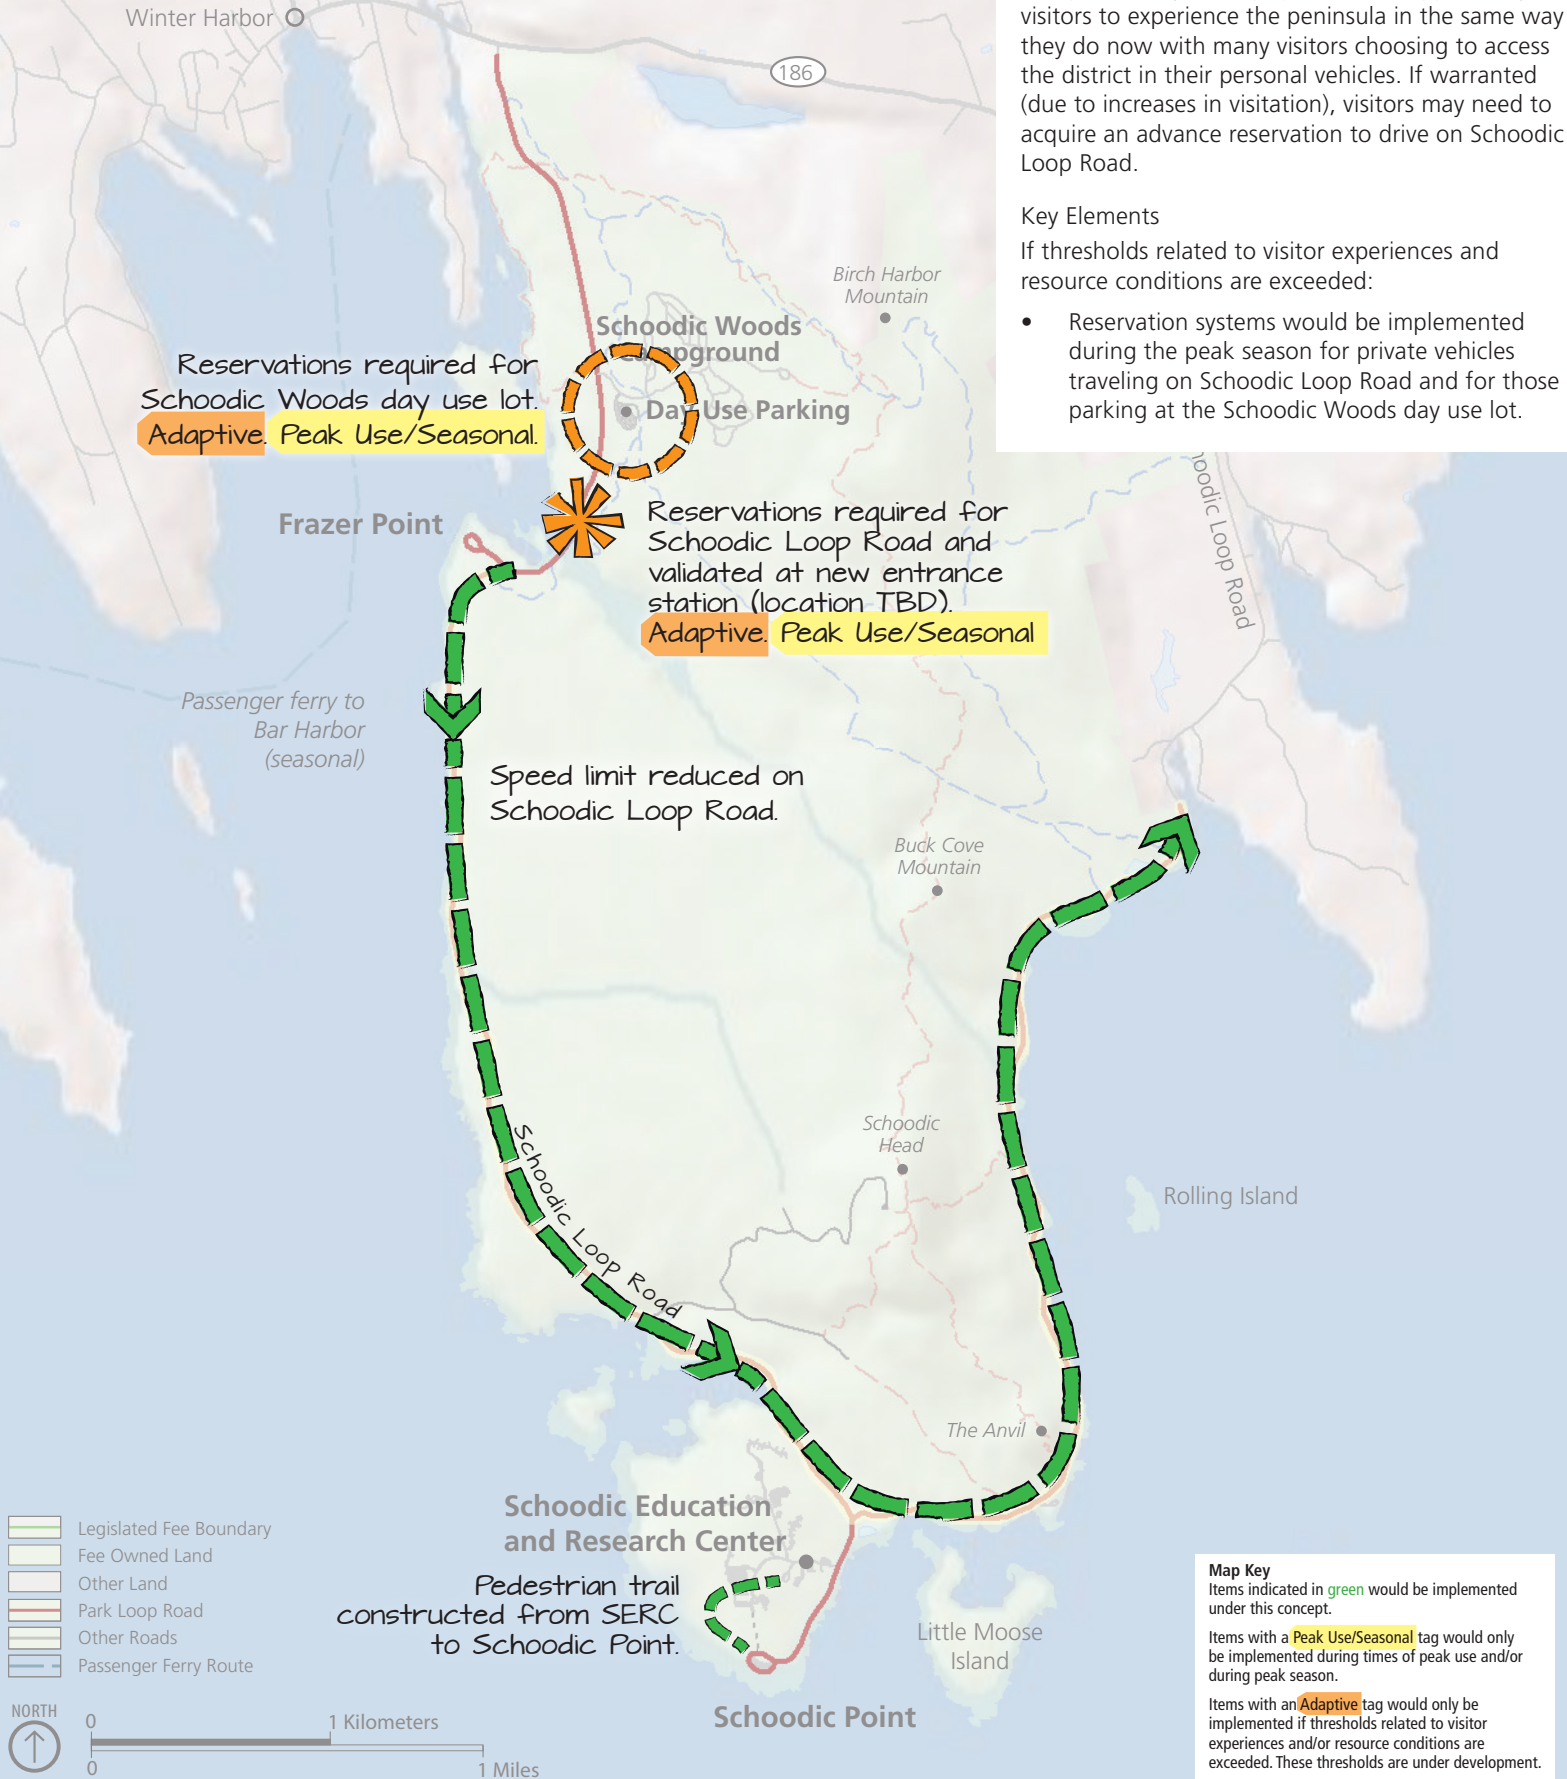 Winter Harbor
186
visitors to experience the peninsula in the same way
they do now with many visitors choosing to access
the district in their personal vehicles. If warranted
(due to increases in visitation), visitors may need to
acquire an advance reservation to drive on Schoodic
Loop Road.
Key Elements
If thresholds related to visitor experiences and
resource conditions are exceeded:
• Reservation systems would be implemented
during the peak season for private vehicles
traveling on Schoodic Loop Road and for those
parking at the Schoodic Woods day use lot.
Birch Harbor
Mountain
Schoodic Woods
Campground
Day Use Parking
Reservations required for
Schoodic Woods day use lot.
Adaptive. Peak Use/Seasonal.
Frazer Point
Reservations required for
Schoodic Loop Road and
validated at new entrance
station (location TBD).
Adaptive. Peak Use/Seasonal
hoodic Loop Road
Passenger ferry to
Bar Harbor
(seasonal)
Speed limit reduced on
Schoodic Loop Road.
Buck Cove
Mountain
Schoodic
Head
Rolling Island
Schoodic Loop Road
The Anvil
Schoodic Education
and Research Center
Pedestrian trail
constructed from SERC
to Schoodic Point.
Little Moose
Island
Schoodic Point
Legislated Fee Boundary
Fee Owned Land
Other Land
Park Loop Road
Other Roads
Passenger Ferry Route
NORTH
0 1 Kilometers
0 1 Miles
Map Key
Items indicated in green would be implemented
under this concept.
Items with a Peak Use/Seasonal tag would only
be implemented during times of peak use and/or
during peak season.
Items with an Adaptive tag would only be
implemented if thresholds related to visitor
experiences and/or resource conditions are
exceeded. These thresholds are under development.